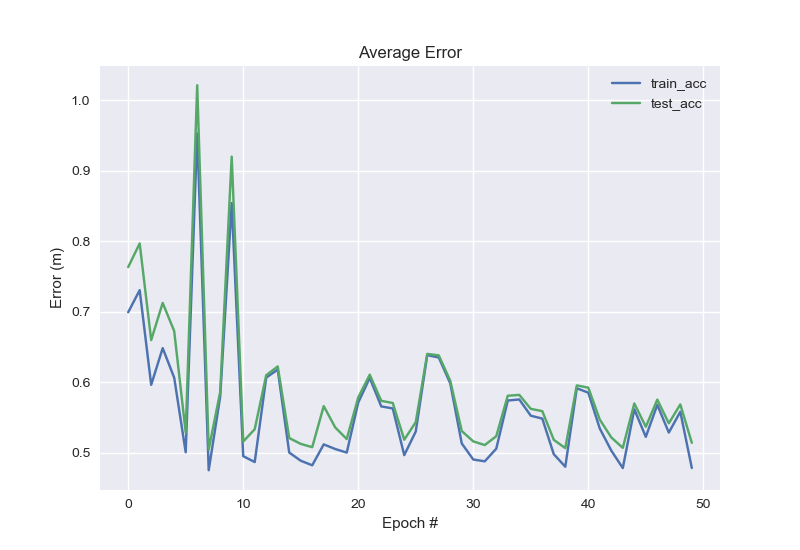 Average Error
train_acc
test_acc
1.0
0.9
0.8
0.7
0.6
0.5
Error (m)
0 10 20 30 40 50
Epoch #